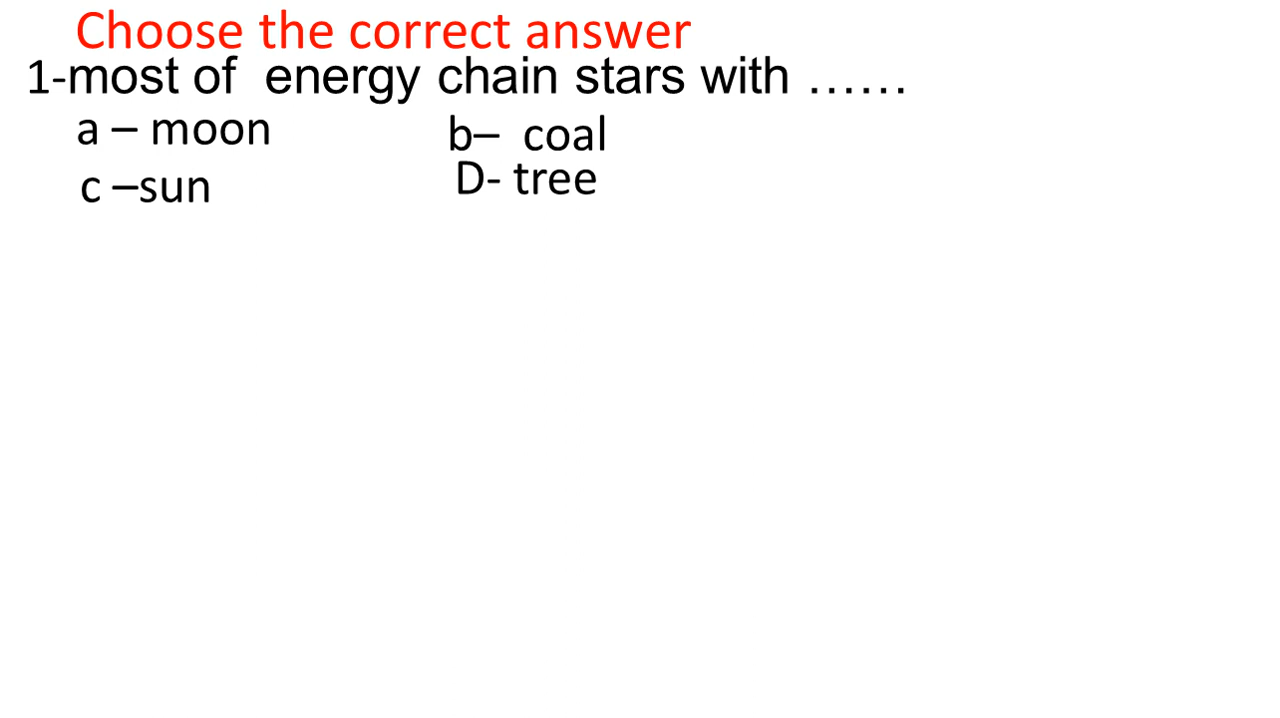 Choose the correct answer
1-most of  energy chain stars with ......
a – moon
b–  coal
c –sun
D- tree